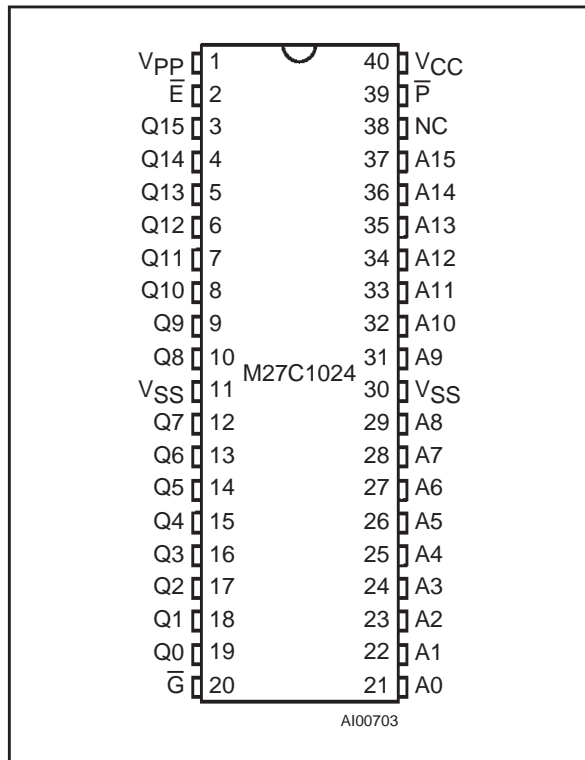 VPP 1 40 VCC
E̅ 2 39 P̅
Q15 3 38 NC
Q14 4 37 A15
Q13 5 36 A14
Q12 6 35 A13
Q11 7 34 A12
Q10 8 33 A11
Q9 9 32 A10
Q8 10 31 A9
M27C1024
VSS 11 30 VSS
Q7 12 29 A8
Q6 13 28 A7
Q5 14 27 A6
Q4 15 26 A5
Q3 16 25 A4
Q2 17 24 A3
Q1 18 23 A2
Q0 19 22 A1
G̅ 20 21 A0
AI00703